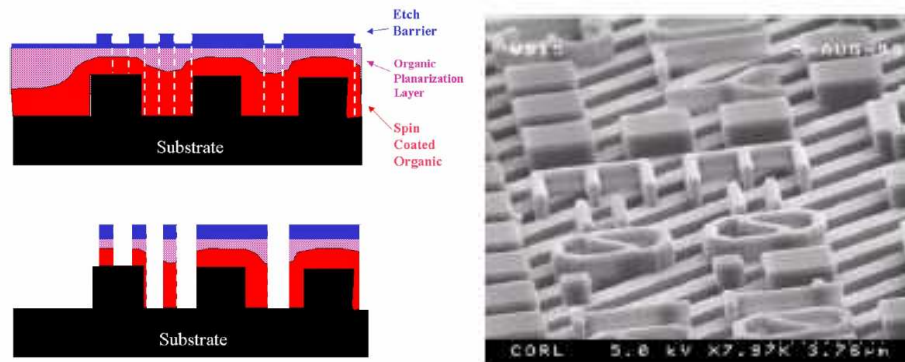 Etch
Barrier
Organic
Planarization
Layer
Spin
Coated
Organic
Substrate
Substrate
CORL 5.0 kV X7.97K 3.76µm